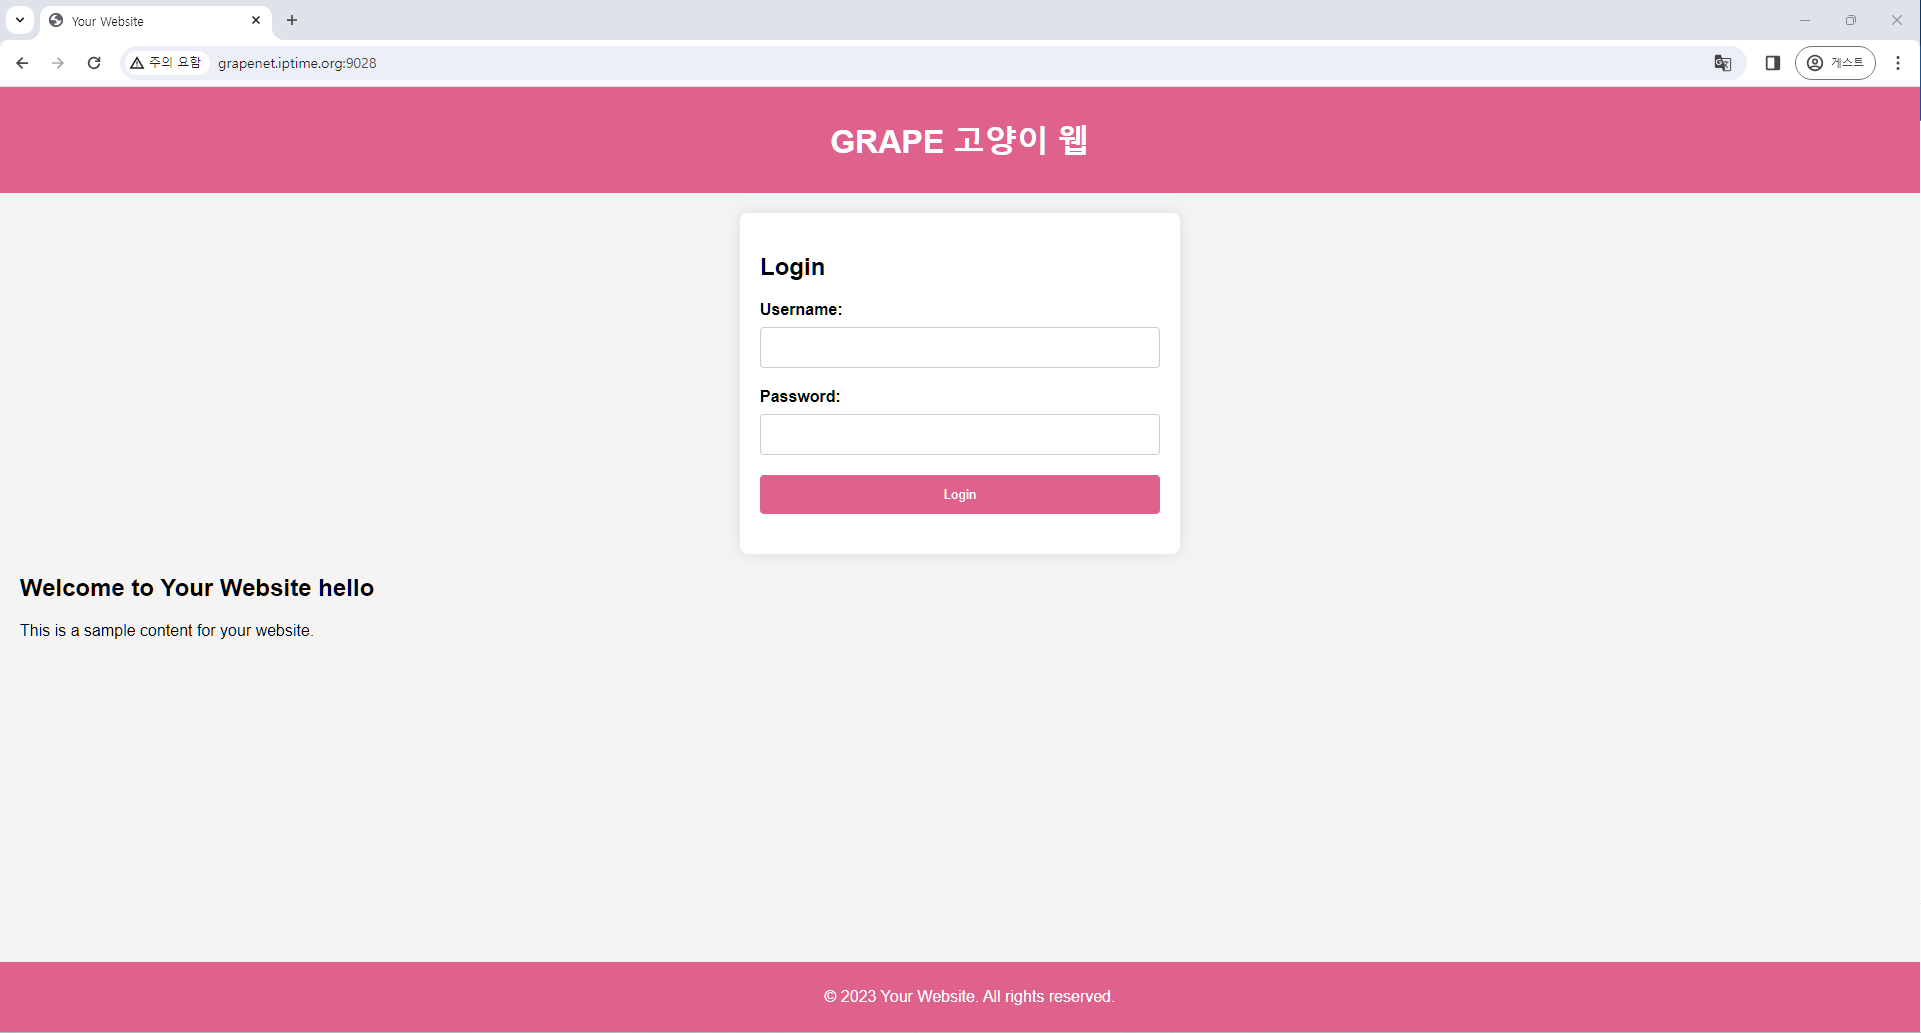 Your Website
주의 요함 grapenet.iptime.org:9028 게스트
GRAPE 고양이 웹
Login
Username:
Password:
Login
Welcome to Your Website hello
This is a sample content for your website.
© 2023 Your Website. All rights reserved.